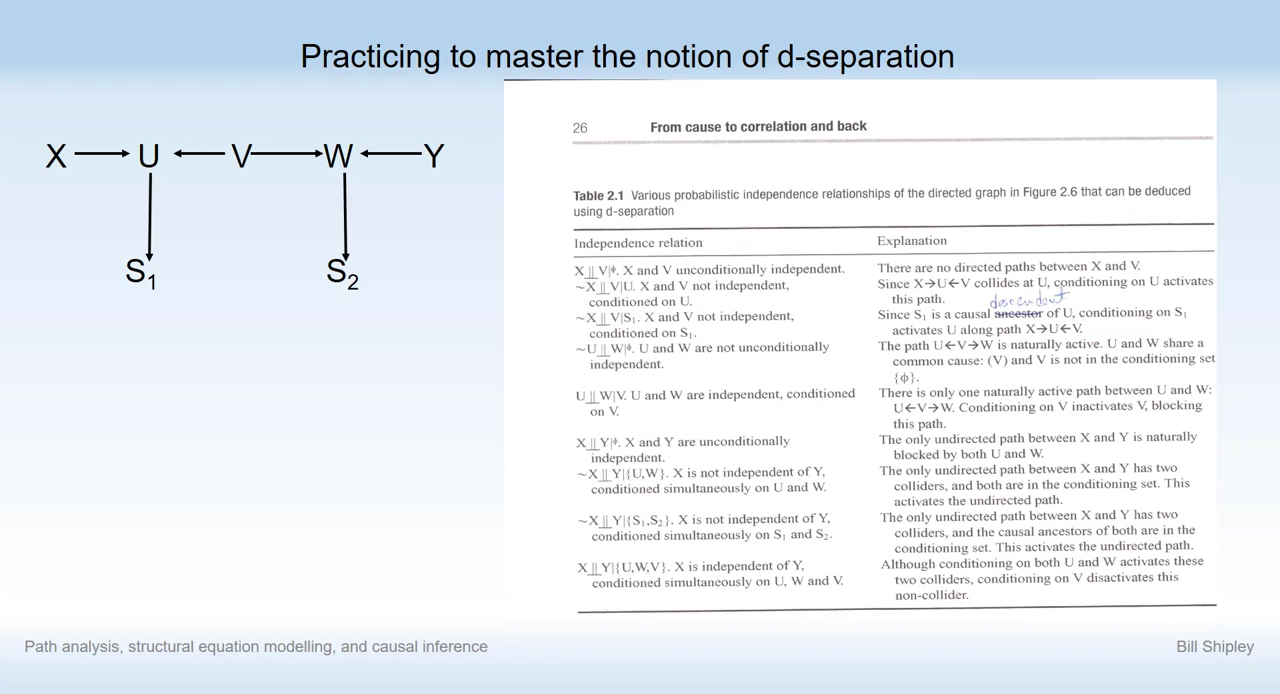 Practicing to master the notion of d-separation
X U V W Y
S1 S2
26 From cause to correlation and back
Table 2.1 Various probabilistic independence relationships of the directed graph in Figure 2.6 that can be deduced
using d-separation
Independence relation Explanation
X⫫V|ᶲ. X and V unconditionally independent. There are no directed paths between X and V.
~X⫫V|U. X and V not independent,
conditioned on U.
Since X→U←V collides at U, conditioning on U activates
this path.
~X⫫V|S1. X and V not independent,
conditioned on S1.
descendent
Since S1 is a causal ancestor of U, conditioning on S1
activates U along path X→U←V.
~U⫫W|ᶲ. U and W are not unconditionally
independent.
The path U←V→W is naturally active. U and W share a
common cause: (V) and V is not in the conditioning set
{ϕ}.
U⫫W|V. U and W are independent, conditioned
on V.
There is only one naturally active path between U and W:
U←V→W. Conditioning on V inactivates V, blocking
this path.
X⫫Y|ᶲ. X and Y are unconditionally
independent.
The only undirected path between X and Y is naturally
blocked by both U and W.
~X⫫Y|{U,W}. X is not independent of Y,
conditioned simultaneously on U and W.
The only undirected path between X and Y has two
colliders, and both are in the conditioning set. This
activates the undirected path.
~X⫫Y|{S1,S2}. X is not independent of Y,
conditioned simultaneously on S1 and S2.
The only undirected path between X and Y has two
colliders, and the causal ancestors of both are in the
conditioning set. This activates the undirected path.
X⫫Y|{U,W,V}. X is independent of Y,
conditioned simultaneously on U, W and V.
Although conditioning on both U and W activates these
two colliders, conditioning on V disactivates this
non-collider.
Path analysis, structural equation modelling, and causal inference
Bill Shipley